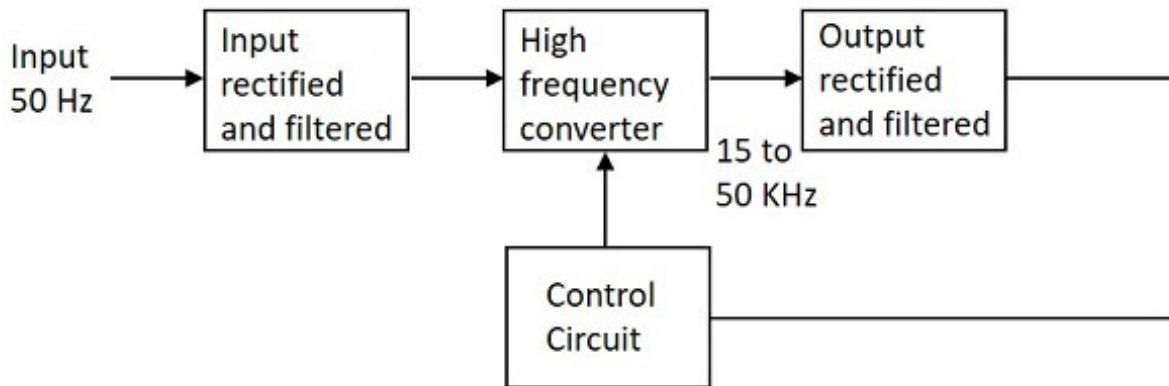 Input
50 Hz
Input
rectified
and filtered
High
frequency
converter
15 to
50 KHz
Output
rectified
and filtered
Control
Circuit